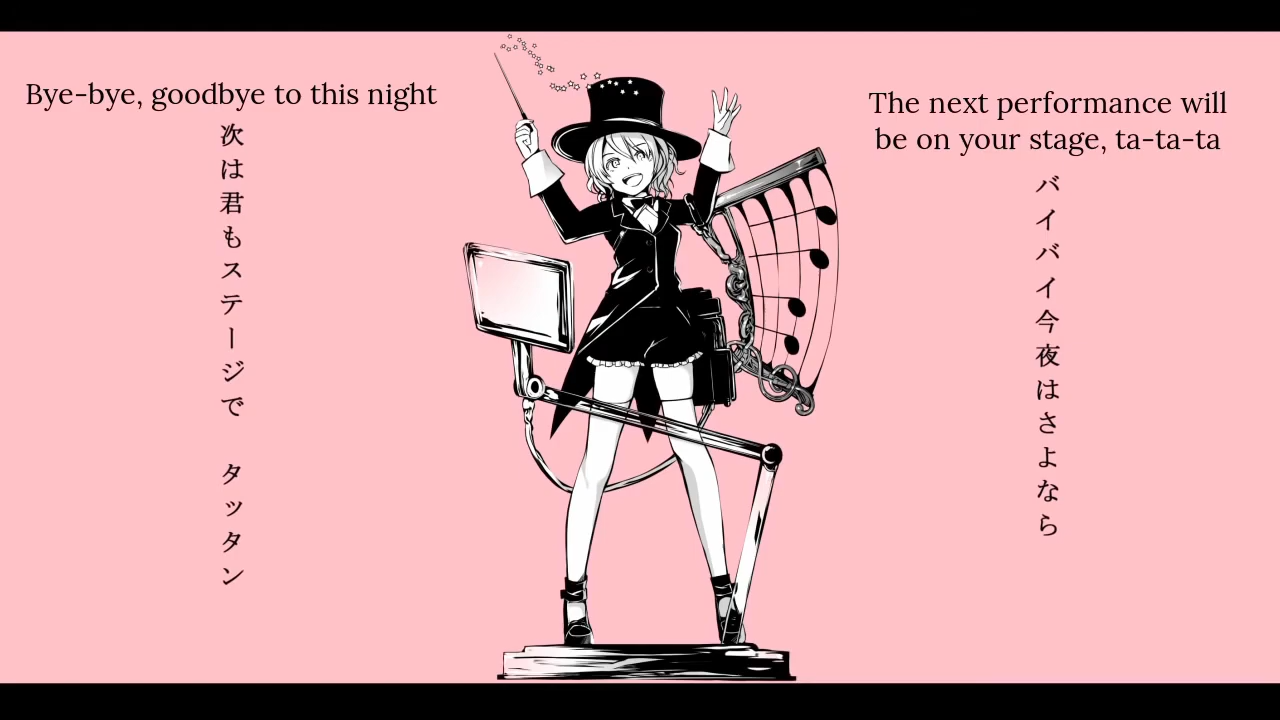 Bye-bye, goodbye to this night
次は君もステージで　タッタン
The next performance will
be on your stage, ta-ta-ta
バイバイ今夜はさよなら